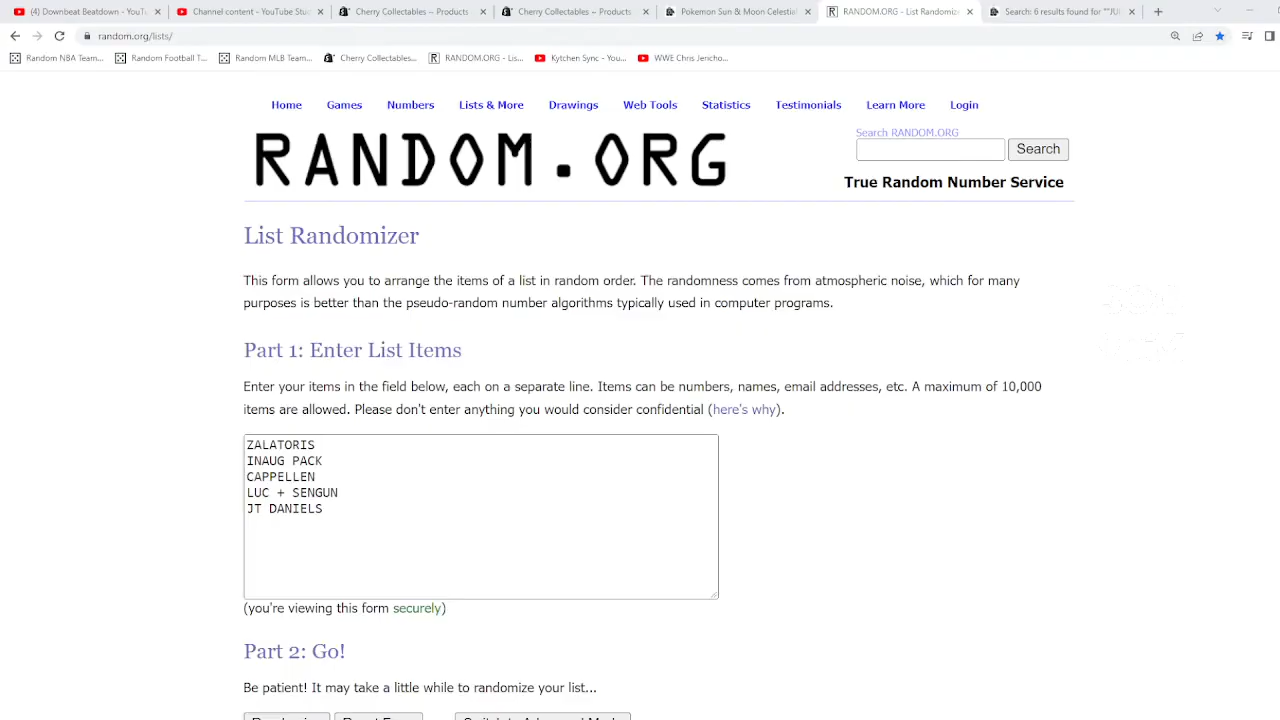 (4) Downbeat Beatdown - YouTu
Channel content - YouTube Stu
Cherry Collectables ~ Products
Cherry Collectables ~ Products
Pokemon Sun & Moon Celestial
RANDOM.ORG - List Randomize
Search: 6 results found for "*JUI
random.org/lists/
Random NBA Team...
Random Football T...
Random MLB Team...
Cherry Collectables...
RANDOM.ORG - Lis...
Kytchen Sync - You...
WWE Chris Jericho...
Home Games Numbers Lists & More Drawings Web Tools Statistics Testimonials Learn More Login
RANDOM.ORG
Search RANDOM.ORG
Search
True Random Number Service
List Randomizer
This form allows you to arrange the items of a list in random order. The randomness comes from atmospheric noise, which for many
purposes is better than the pseudo-random number algorithms typically used in computer programs.
Part 1: Enter List Items
Enter your items in the field below, each on a separate line. Items can be numbers, names, email addresses, etc. A maximum of 10,000
items are allowed. Please don't enter anything you would consider confidential (here's why).
ZALATORIS
INAUG PACK
CAPPELLEN
LUC + SENGUN
JT DANIELS
(you're viewing this form securely)
Part 2: Go!
Be patient! It may take a little while to randomize your list...